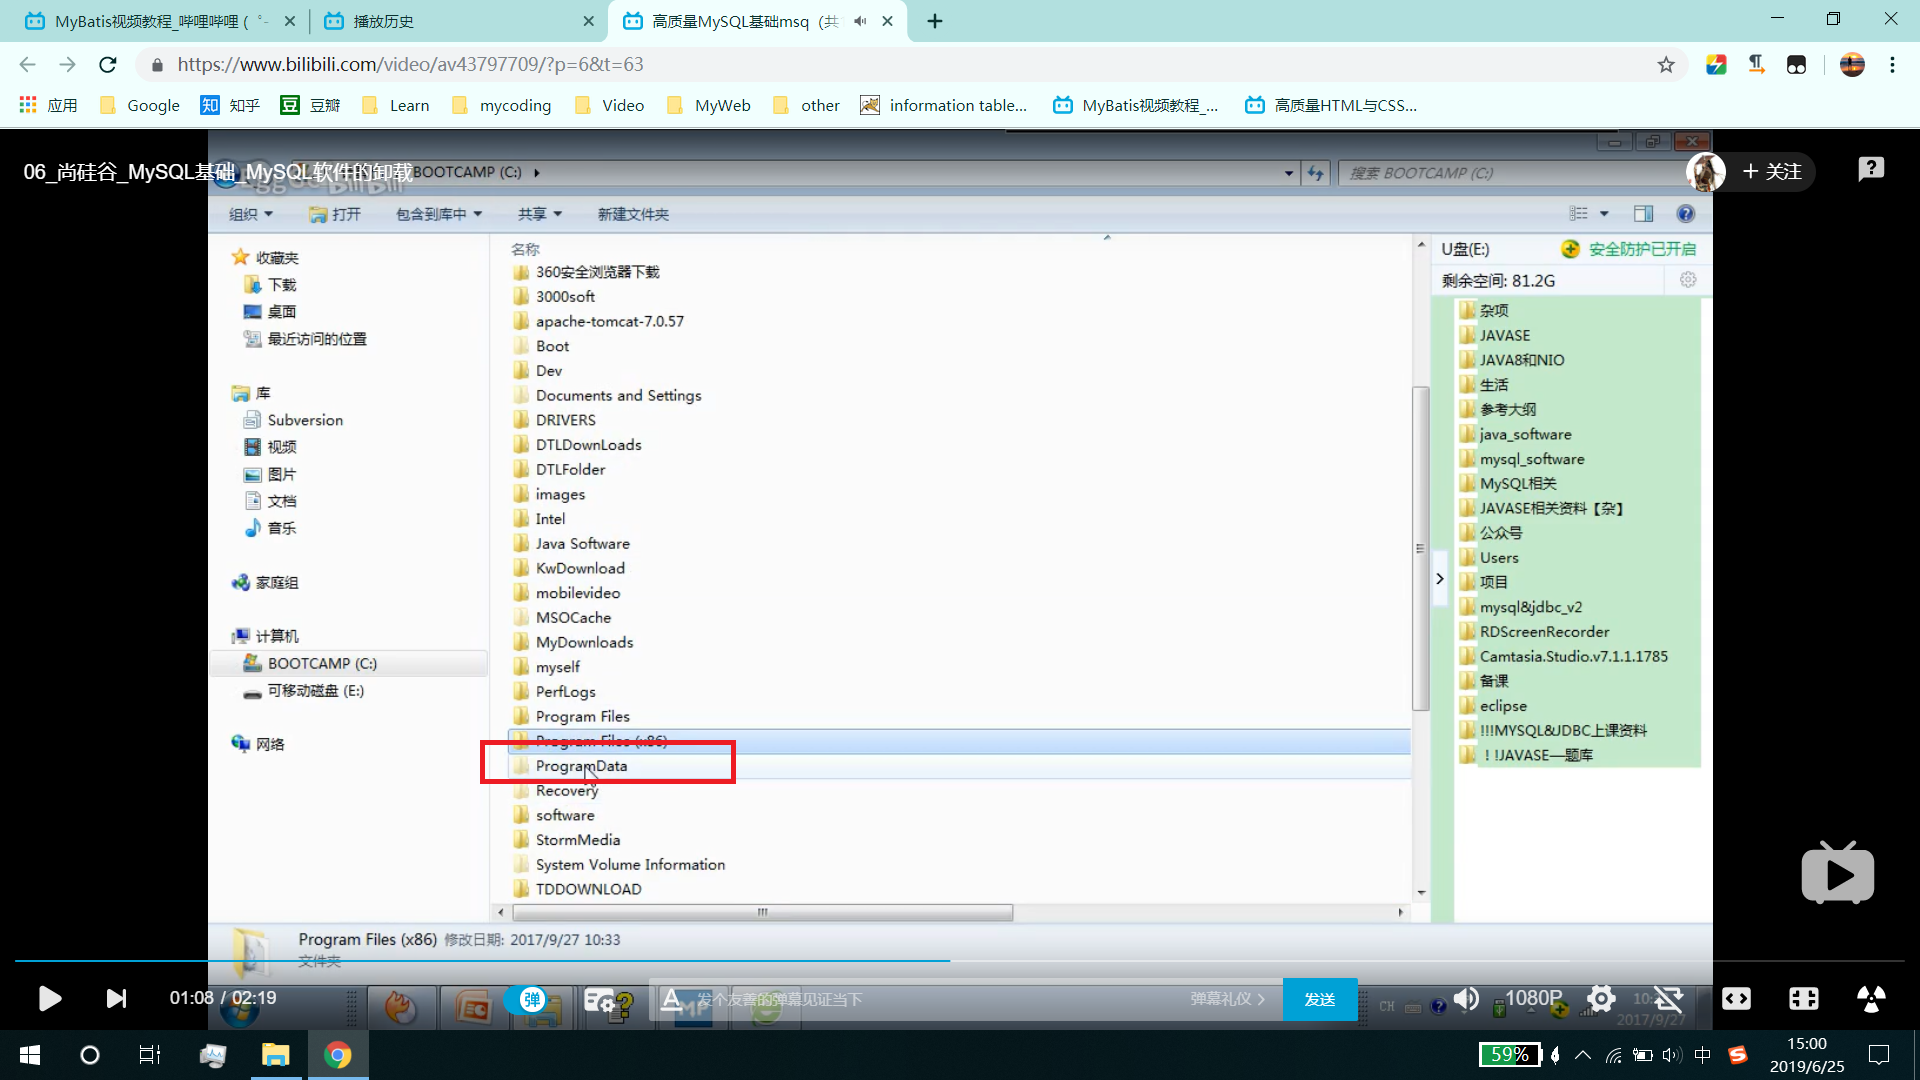 MyBatis视频教程_哔哩哔哩 (゜-
播放历史
高质量MySQL基础msq（共
https://www.bilibili.com/video/av43797709/?p=6&t=63
应用
Google
知 知乎
豆 豆瓣
Learn
mycoding
Video
MyWeb
other
information table...
MyBatis视频教程_...
高质量HTML与CSS...
06_尚硅谷_MySQL基础_MySQL软件的卸载
BOOTCAMP (C:)
搜索 BOOTCAMP (C:)
+ 关注
组织
打开
包含到库中
共享
新建文件夹
收藏夹
下载
桌面
最近访问的位置
库
Subversion
视频
图片
文档
音乐
家庭组
计算机
BOOTCAMP (C:)
可移动磁盘 (E:)
网络
名称
360安全浏览器下载
3000soft
apache-tomcat-7.0.57
Boot
Dev
Documents and Settings
DRIVERS
DTLDownLoads
DTLFolder
images
Intel
Java Software
KwDownload
mobilevideo
MSOCache
MyDownloads
myself
PerfLogs
Program Files
Program Files (x86)
ProgramData
Recovery
software
StormMedia
System Volume Information
TDDOWNLOAD
U盘(E:)
安全防护已开启
剩余空间: 81.2G
杂项
JAVASE
JAVA8和NIO
生活
参考大纲
java_software
mysql_software
MySQL相关
JAVASE相关资料【杂】
公众号
Users
项目
mysql&jdbc_v2
RDScreenRecorder
Camtasia.Studio.v7.1.1.1785
备课
eclipse
!!!MYSQL&JDBC上课资料
！!JAVASE—题库
Program Files (x86) 修改日期: 2017/9/27 10:33
文件夹
01:08 / 02:19
弹
发个友善的弹幕见证当下
弹幕礼仪
发送
CH
1080P
2017/9/27
59%
中
15:00
2019/6/25